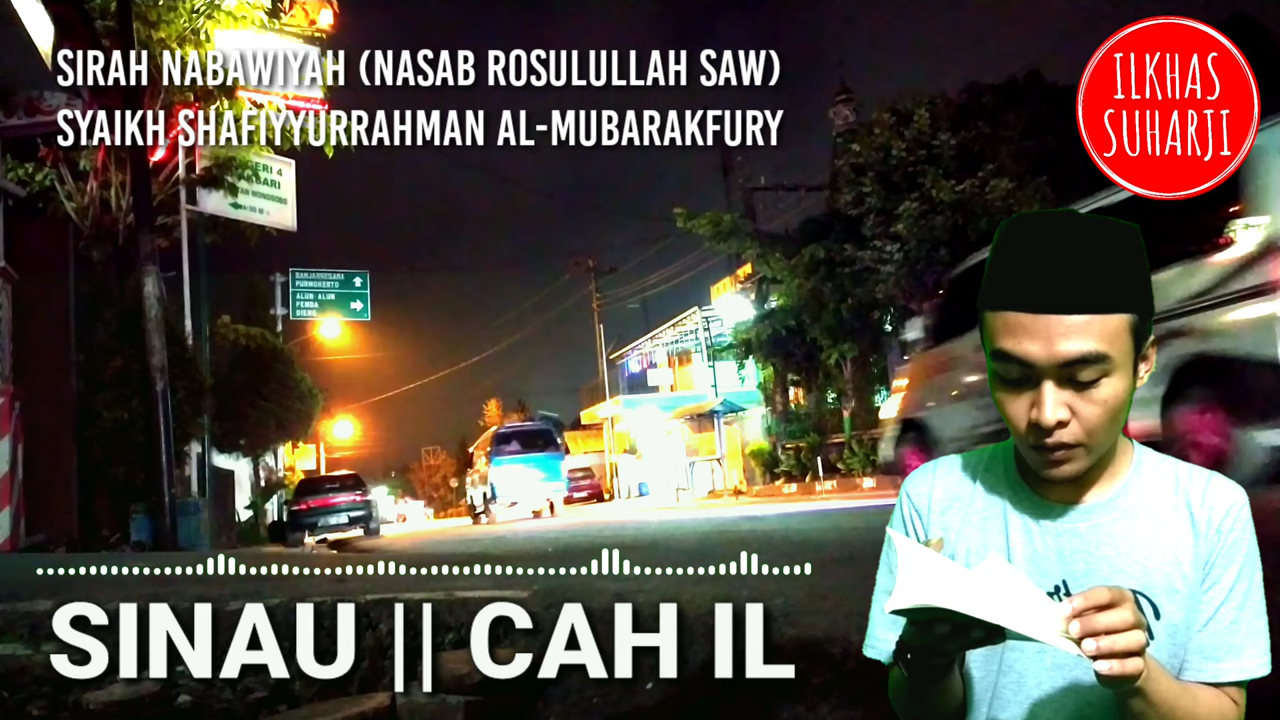 SIRAH NABAWIYAH (NASAB ROSULULLAH SAW)
SYAIKH SHAFIYYURRAHMAN AL-MUBARAKFURY
ILKHAS
SUHARJI
BANJARNEGARA
PURWOKERTO
ALUN-ALUN
PEMDA
DIENG
SINAU || CAH IL